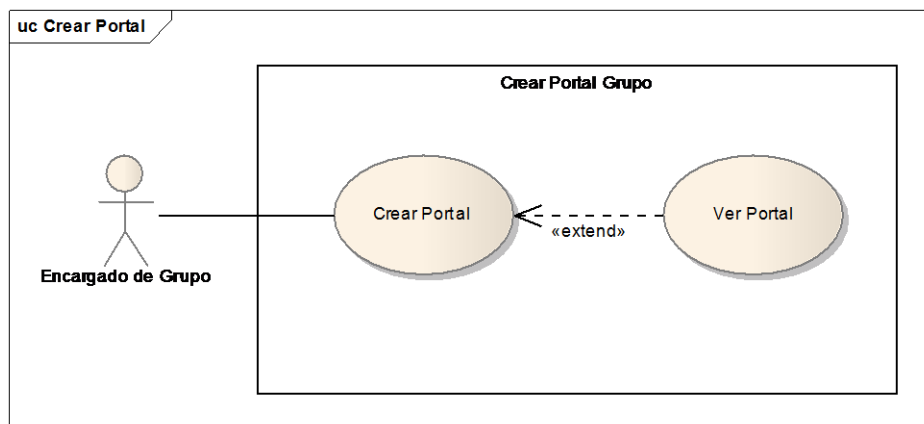 uc Crear Portal
Crear Portal Grupo
Crear Portal
Ver Portal
«extend»
Encargado de Grupo